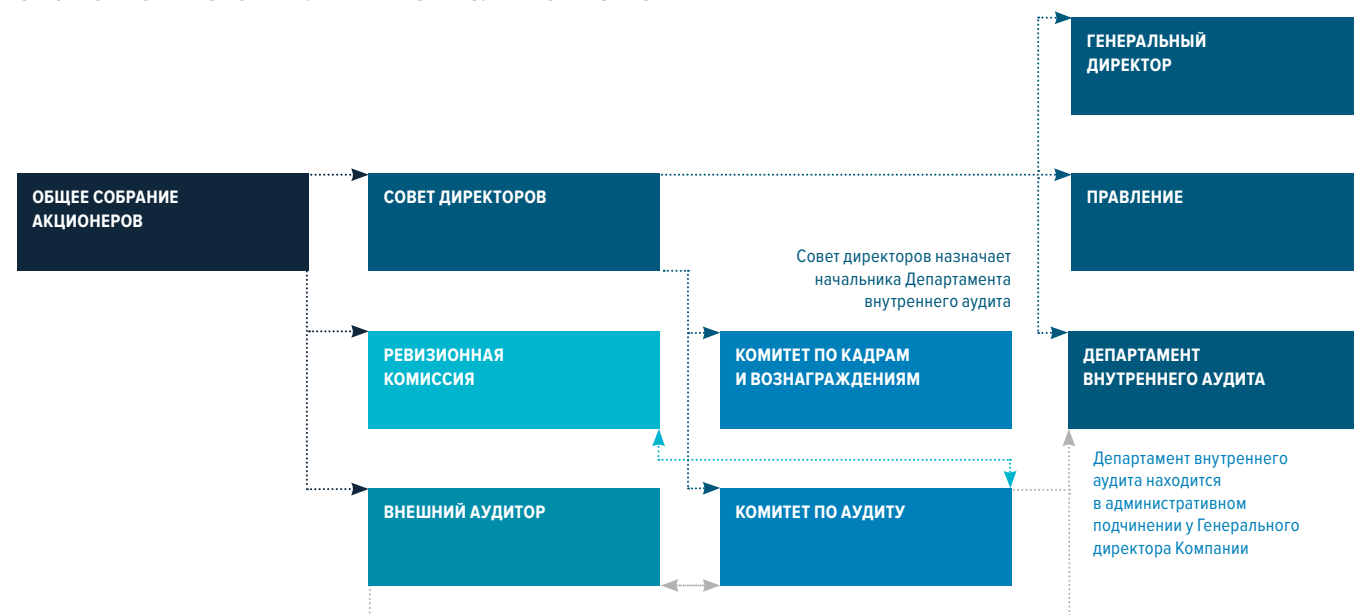 ГЕНЕРАЛЬНЫЙ
ДИРЕКТОР
ОБЩЕЕ СОБРАНИЕ
АКЦИОНЕРОВ
СОВЕТ ДИРЕКТОРОВ
ПРАВЛЕНИЕ
Совет директоров назначает
начальника Департамента
внутреннего аудита
РЕВИЗИОННАЯ
КОМИССИЯ
КОМИТЕТ ПО КАДРАМ
И ВОЗНАГРАЖДЕНИЯМ
ДЕПАРТАМЕНТ
ВНУТРЕННЕГО АУДИТА
Департамент внутреннего
аудита находится
в административном
подчинении у Генерального
директора Компании
ВНЕШНИЙ АУДИТОР
КОМИТЕТ ПО АУДИТУ